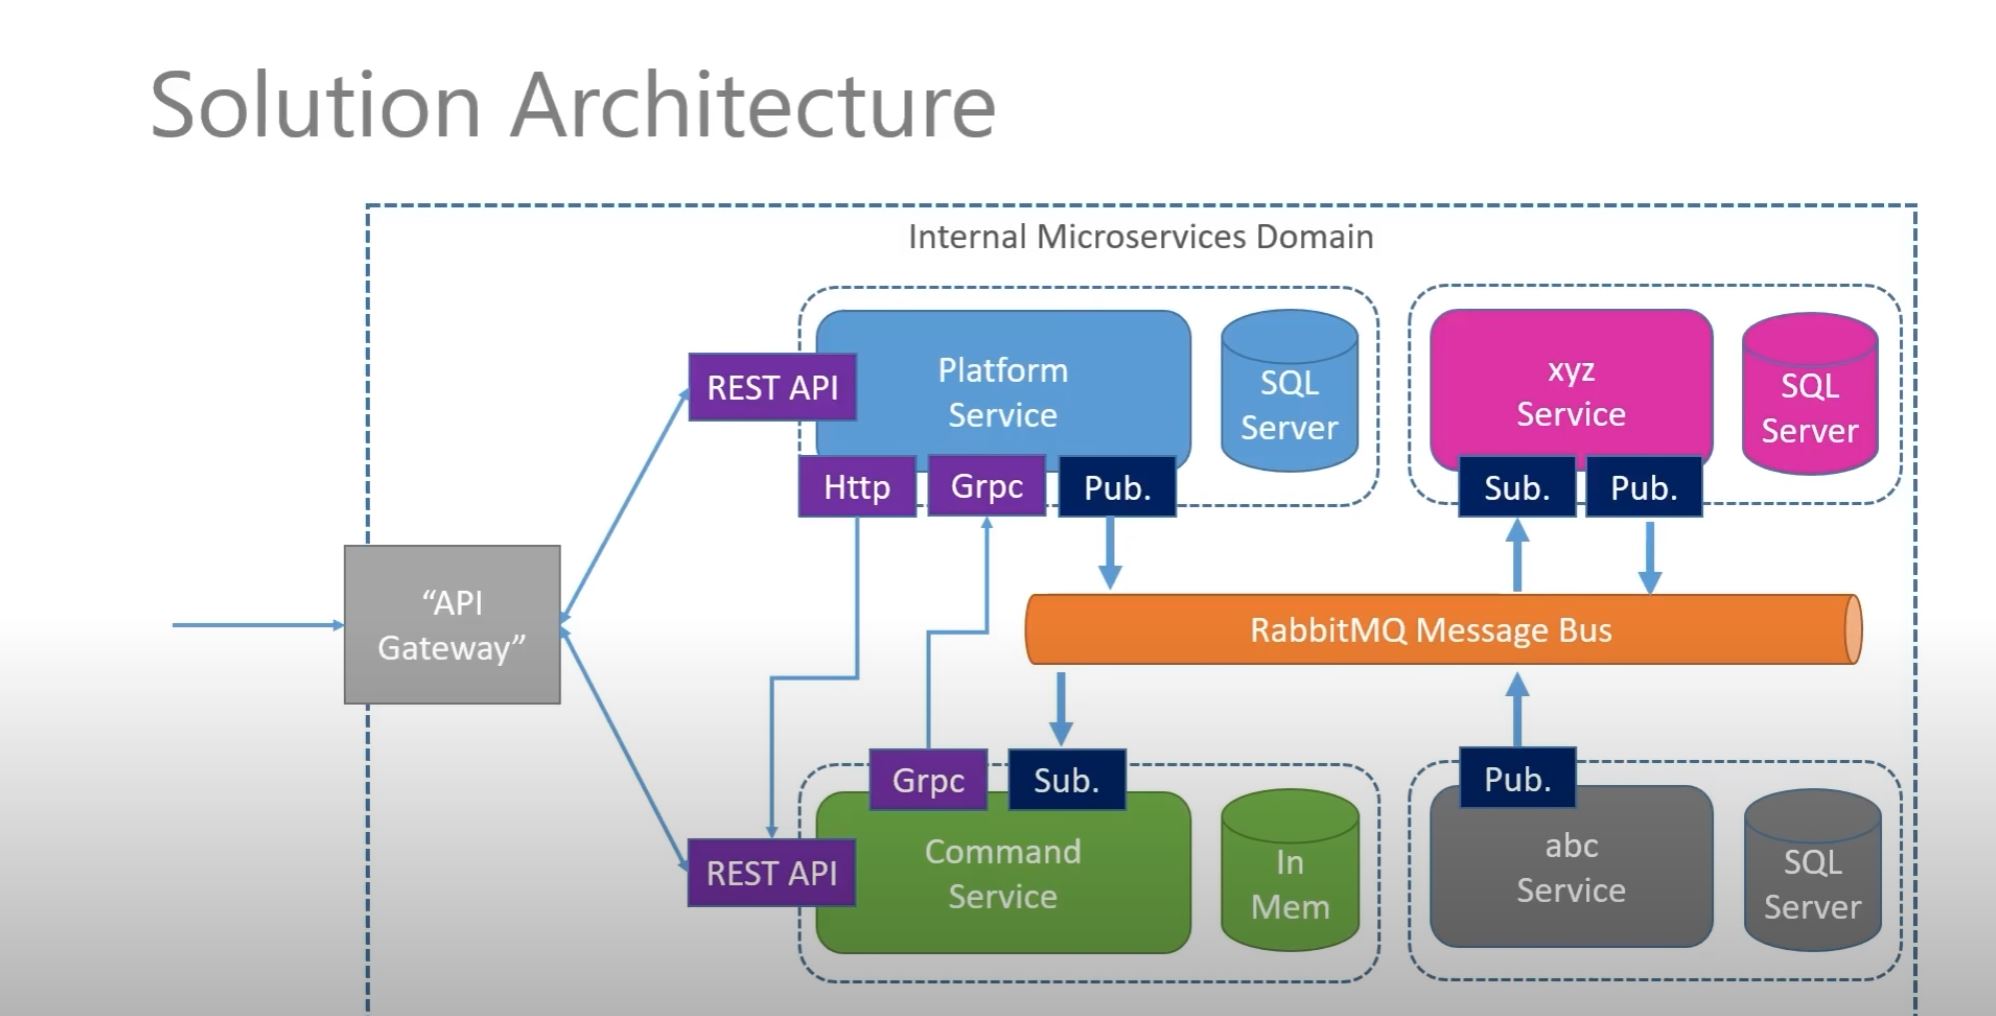 Solution Architecture
Internal Microservices Domain
REST API
Platform
Service
SQL
Server
Http
Grpc
Pub.
xyz
Service
SQL
Server
Sub.
Pub.
“API
Gateway”
RabbitMQ Message Bus
Grpc
Sub.
REST API
Command
Service
In
Mem
Pub.
abc
Service
SQL
Server